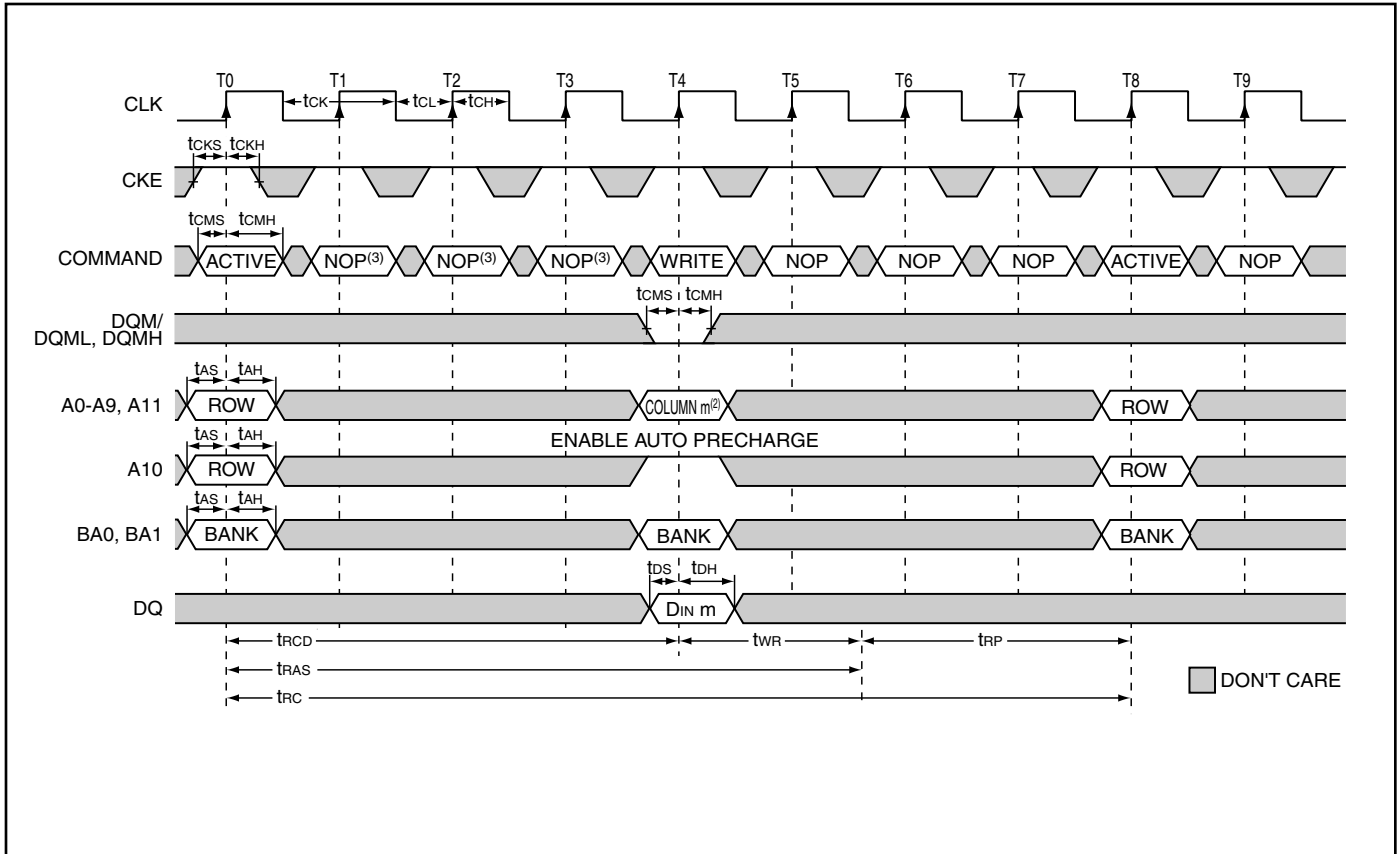 T0 T1 T2 T3 T4 T5 T6 T7 T8 T9
CLK tCK tCL tCH
tCKS tCKH
CKE
tCMS tCMH
COMMAND ACTIVE NOP(3) NOP(3) NOP(3) WRITE NOP NOP NOP ACTIVE NOP
tCMS tCMH
DQM/
DQML, DQMH
tAS tAH
A0-A9, A11 ROW COLUMN m(2) ROW
tAS tAH ENABLE AUTO PRECHARGE
A10 ROW ROW
tAS tAH
BA0, BA1 BANK BANK BANK
tDS tDH
DQ DIN m
tRCD tWR tRP
tRAS
DON'T CARE
tRC